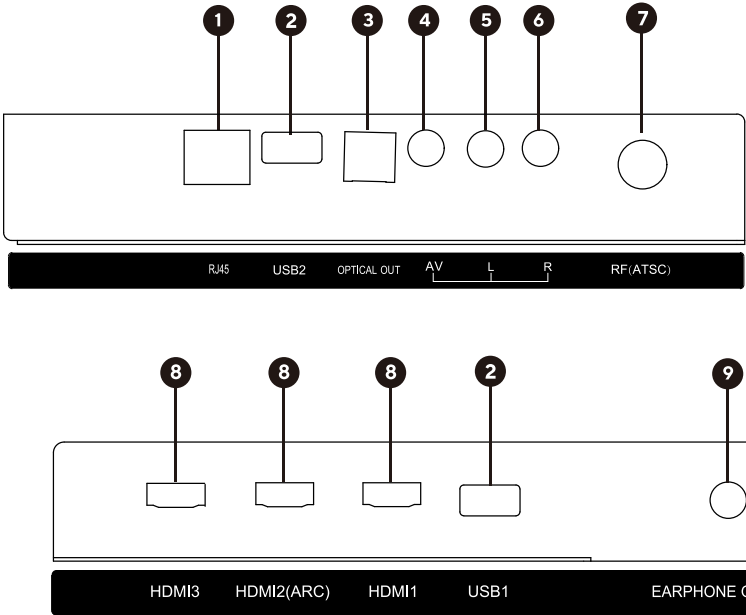 1 2 3 4 5 6 7
RJ45 USB2 OPTICAL OUT AV L R RF(ATSC)
8 8 8 2 9
HDMI3 HDMI2(ARC) HDMI1 USB1 EARPHONE